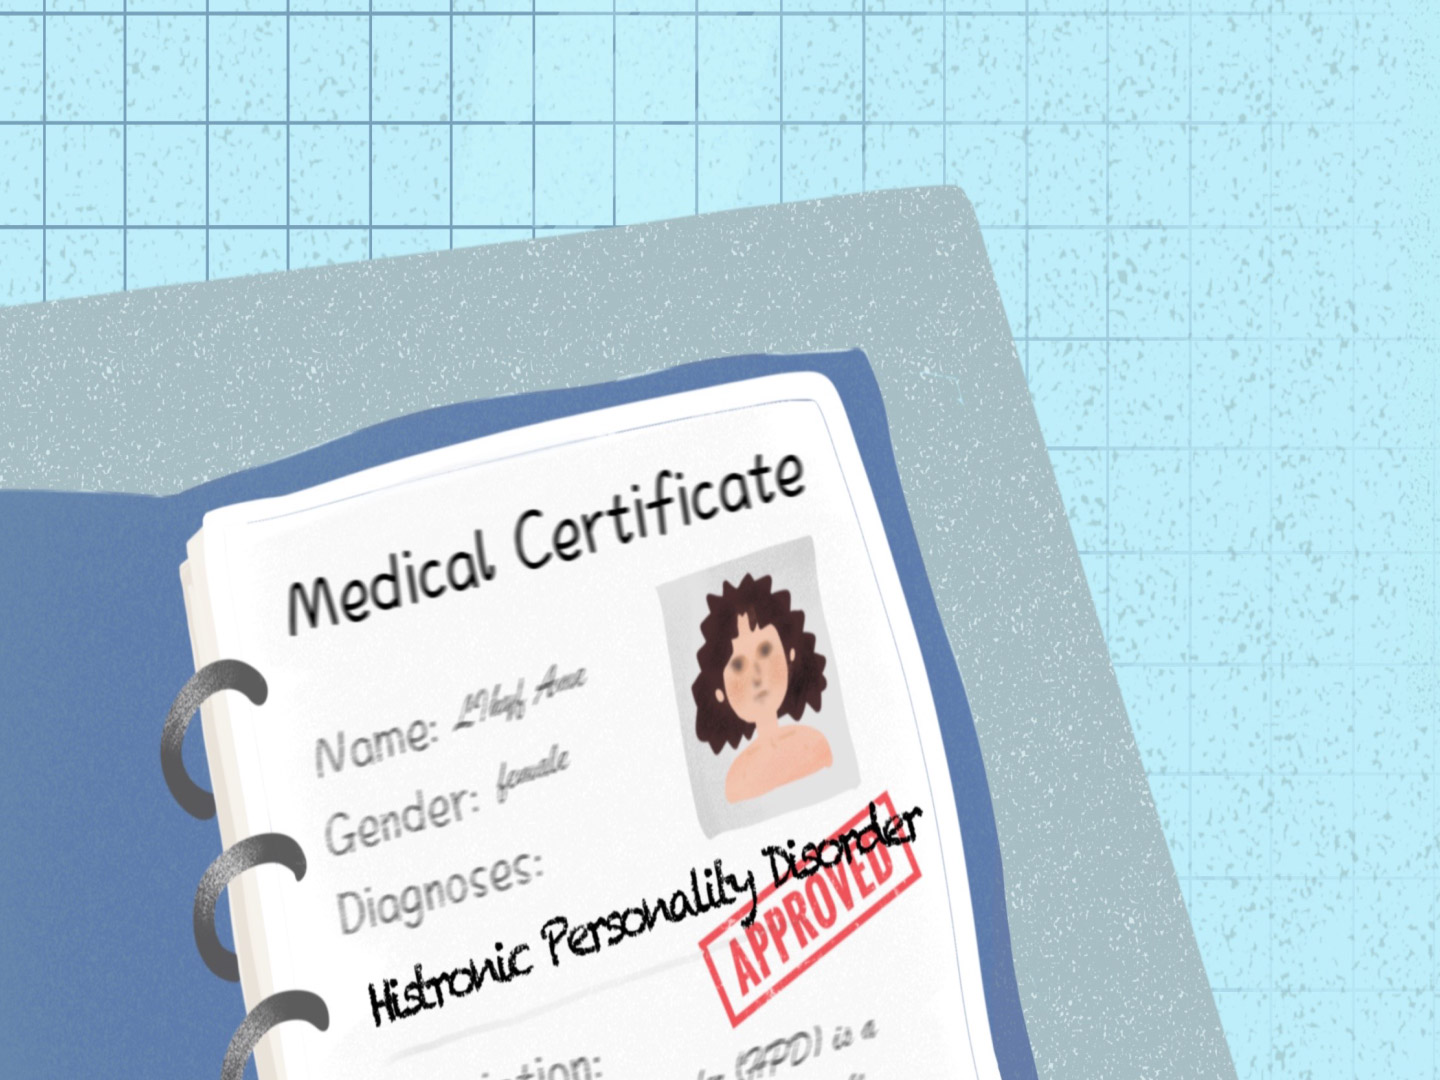 Medical Certificate
Name:
Gender: female
Diagnoses:
Histronic Personality Disorder
APPROVED
(HPD) is a